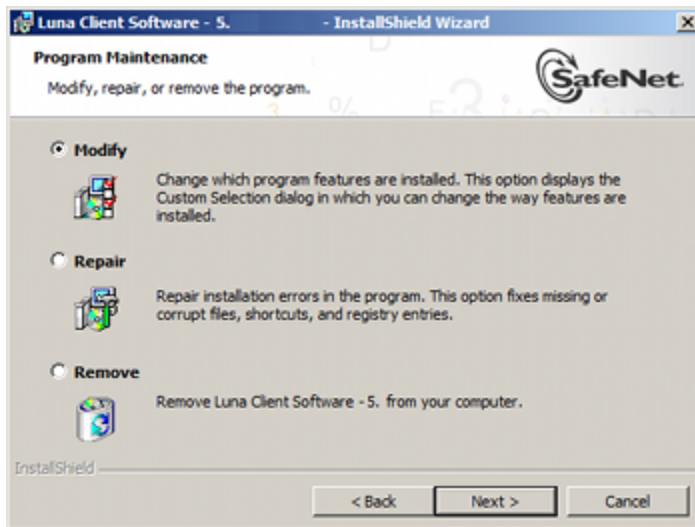 Luna Client Software - 5. - InstallShield Wizard
Program Maintenance
Modify, repair, or remove the program.
SafeNet.
Modify
Change which program features are installed. This option displays the
Custom Selection dialog in which you can change the way features are
installed.
Repair
Repair installation errors in the program. This option fixes missing or
corrupt files, shortcuts, and registry entries.
Remove
Remove Luna Client Software - 5. from your computer.
InstallShield
< Back
Next >
Cancel